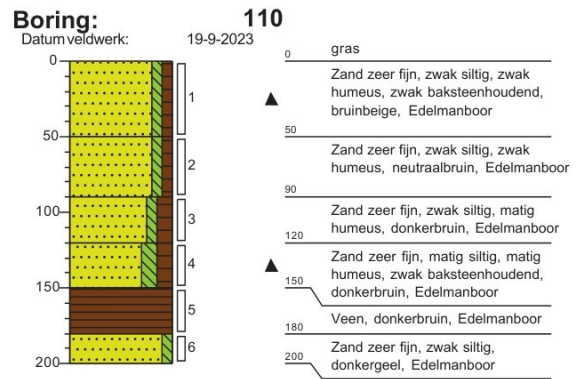 Boring: 110
Datum veldwerk: 19-9-2023
0
50
100
150
200
1
2
3
4
5
6
0 gras
Zand zeer fijn, zwak siltig, zwak
humeus, zwak baksteenhoudend,
bruinbeige, Edelmanboor
50
Zand zeer fijn, zwak siltig, zwak
humeus, neutraalbruin, Edelmanboor
90
Zand zeer fijn, zwak siltig, matig
humeus, donkerbruin, Edelmanboor
120
Zand zeer fijn, matig siltig, matig
humeus, zwak baksteenhoudend,
donkerbruin, Edelmanboor
150
Veen, donkerbruin, Edelmanboor
180
Zand zeer fijn, zwak siltig,
donkergeel, Edelmanboor
200